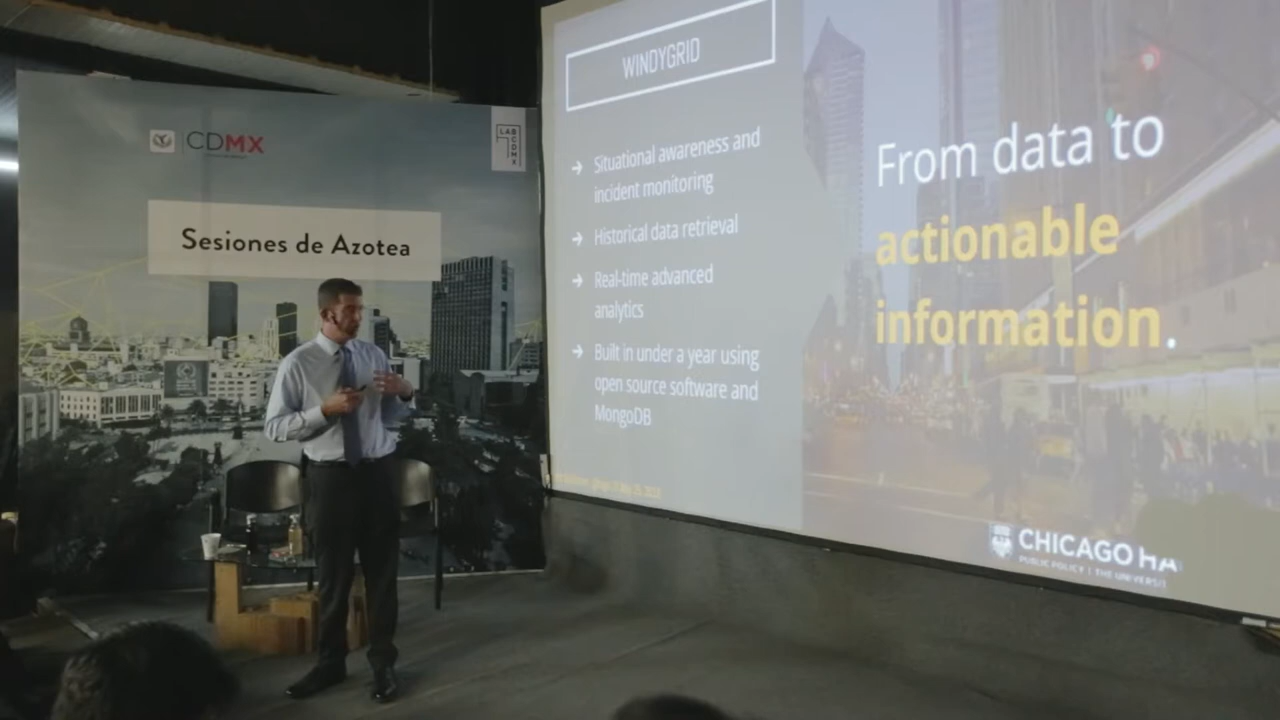 CDMX
LAB
CD
MX
Sesiones de Azotea
WINDYGRID
→ Situational awareness and
incident monitoring
→ Historical data retrieval
→ Real-time advanced
analytics
→ Built in under a year using
open source software and
MongoDB
From data to
actionable
information.
CHICAGO HA
PUBLIC POLICY | THE UNIVERSIT